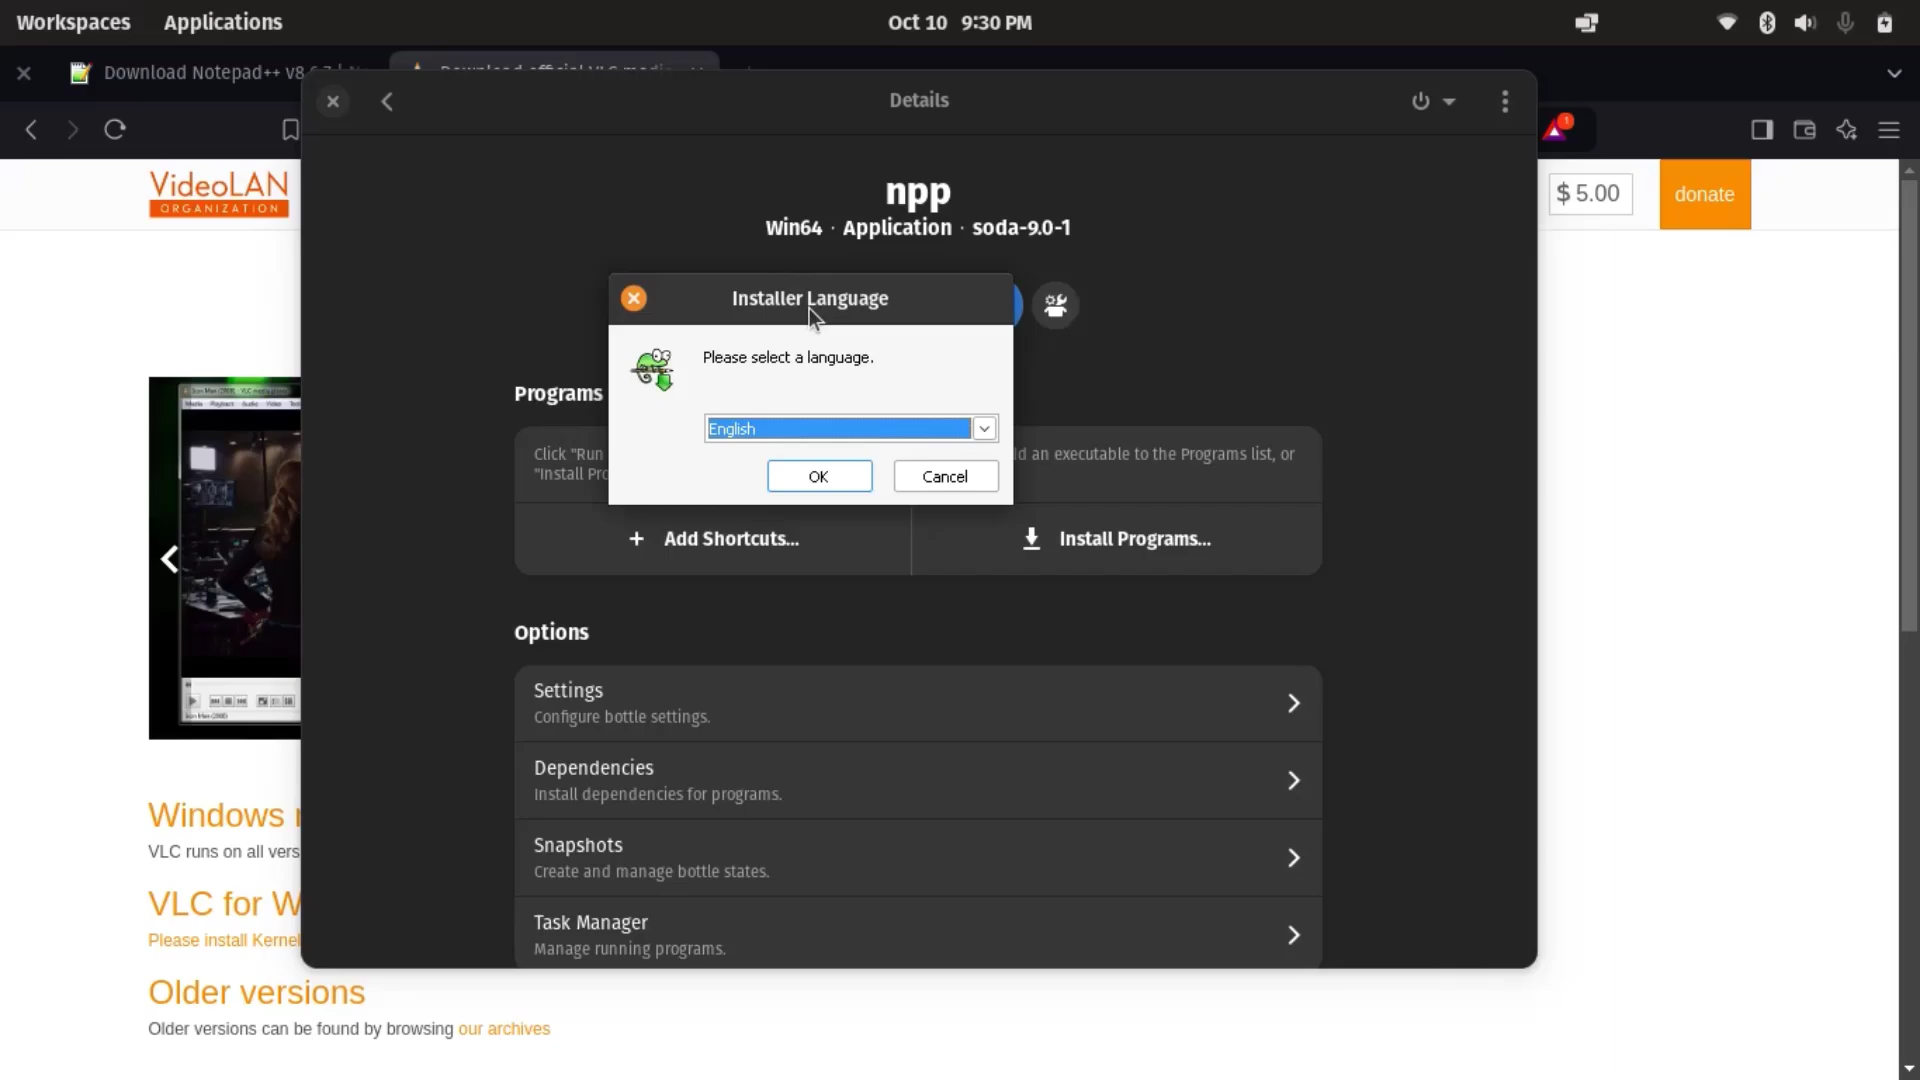 Workspaces Applications Oct 10 9:30 PM
Download Notepad++ v8.6.7 |
Details
VideoLAN
ORGANIZATION
$ 5.00 donate
npp
Win64 · Application · soda-9.0-1
Installer Language
Please select a language.
English
OK Cancel
Programs
Click "Run
d an executable to the Programs list, or
"Install Pro
+ Add Shortcuts...
Install Programs...
Options
Settings
Configure bottle settings.
Dependencies
Install dependencies for programs.
Snapshots
Create and manage bottle states.
Task Manager
Manage running programs.
Windows
VLC runs on all vers
VLC for W
Please install Kernel
Older versions
Older versions can be found by browsing our archives